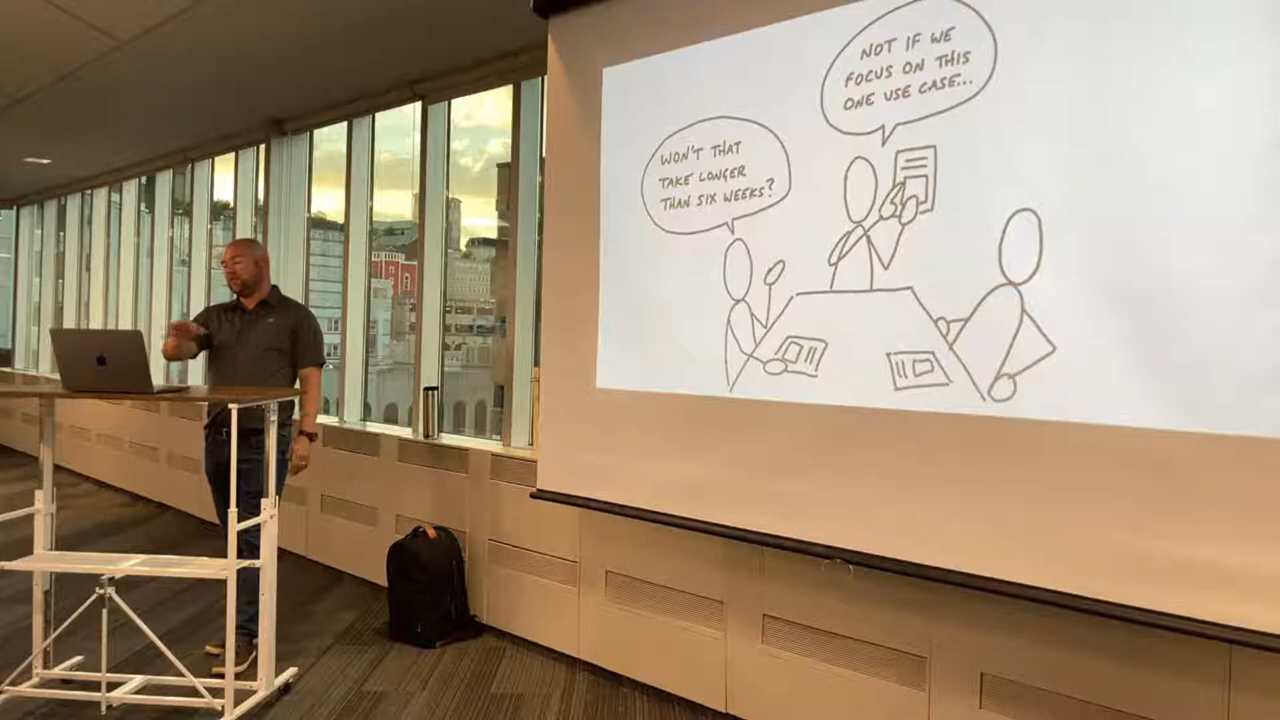 WON'T THAT
TAKE LONGER
THAN SIX WEEKS?
NOT IF WE
FOCUS ON THIS
ONE USE CASE...